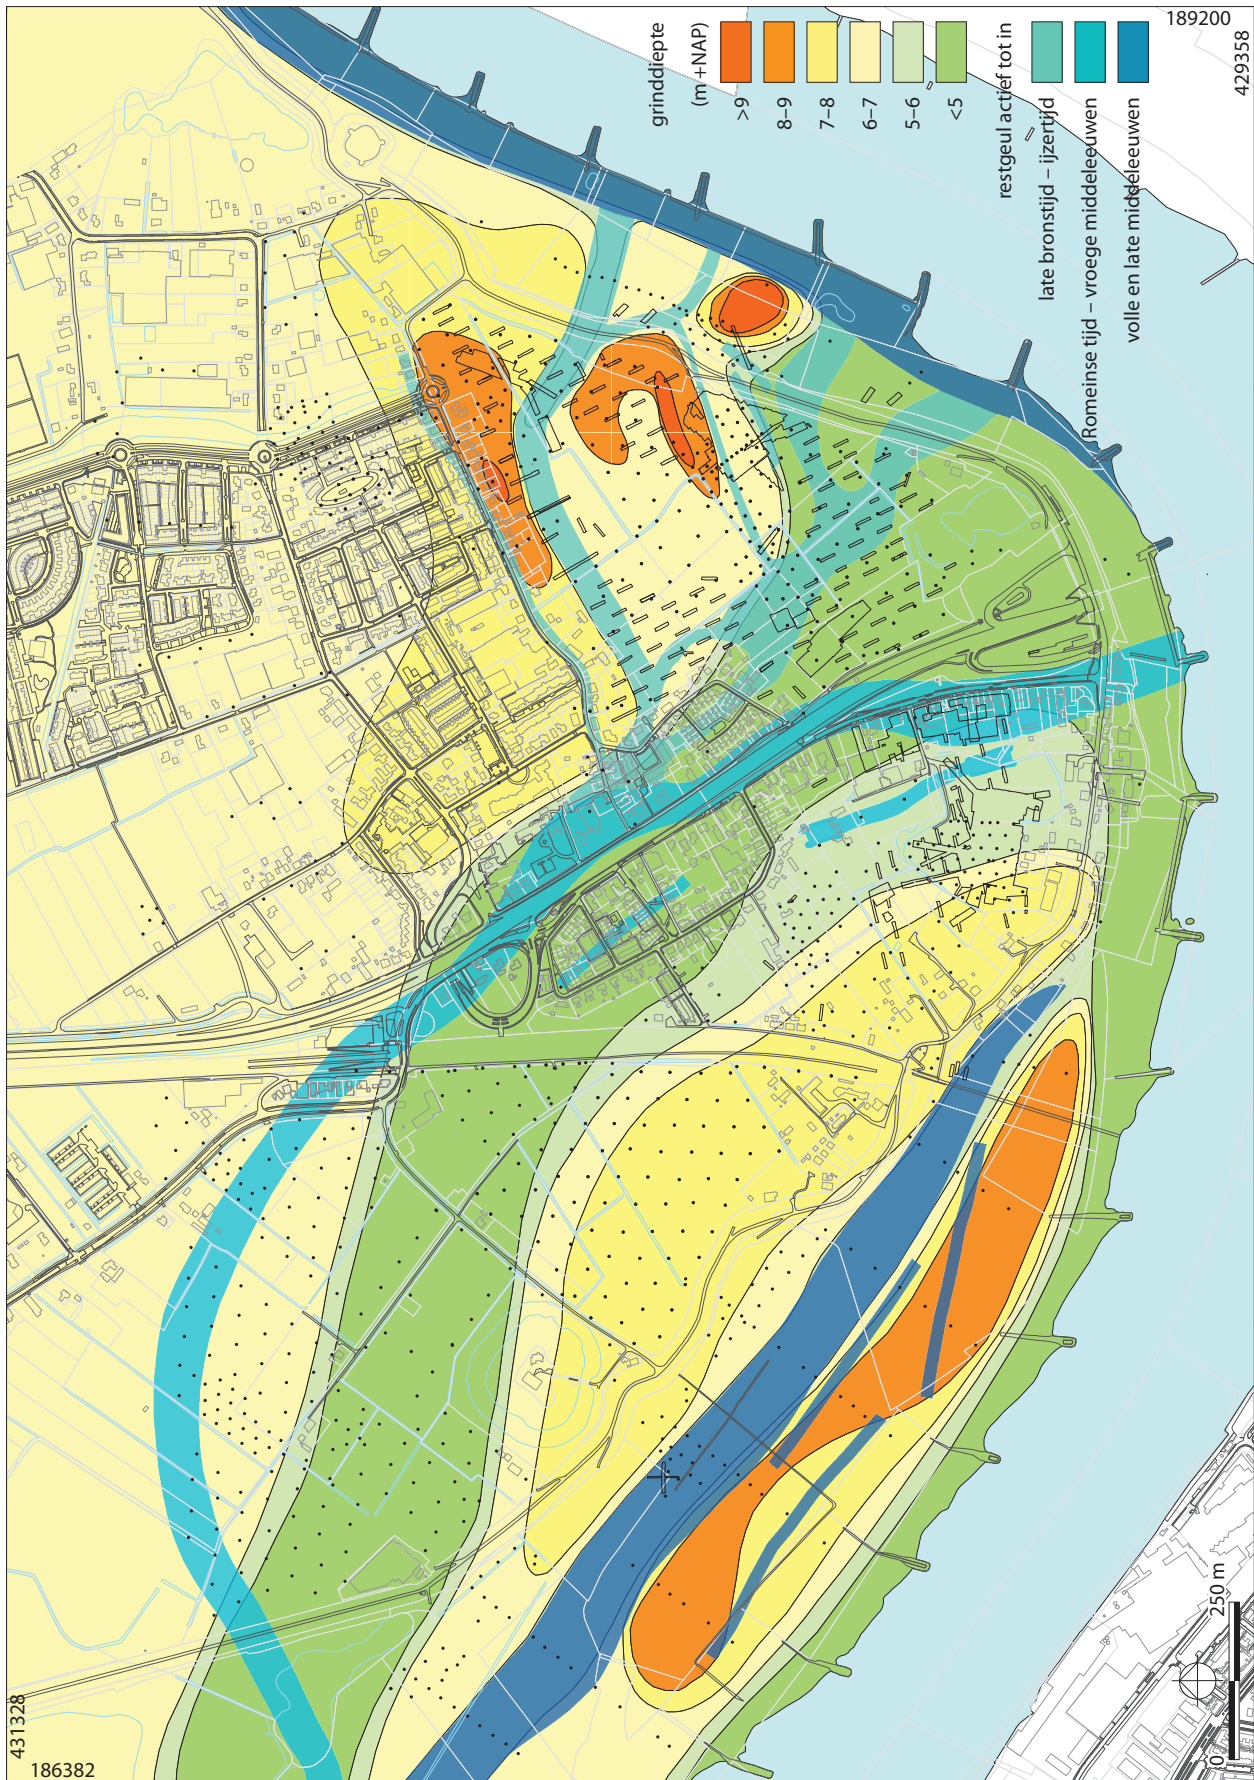 189200
429358
grinddiepte
(m +NAP)
>9
8–9
7–8
6–7
5–6
<5
restgeul actief tot in
late bronstijd – ijzertijd
Romeinse tijd – vroege middeleeuwen
volle en late middeleeuwen
431328
186382
0
250 m